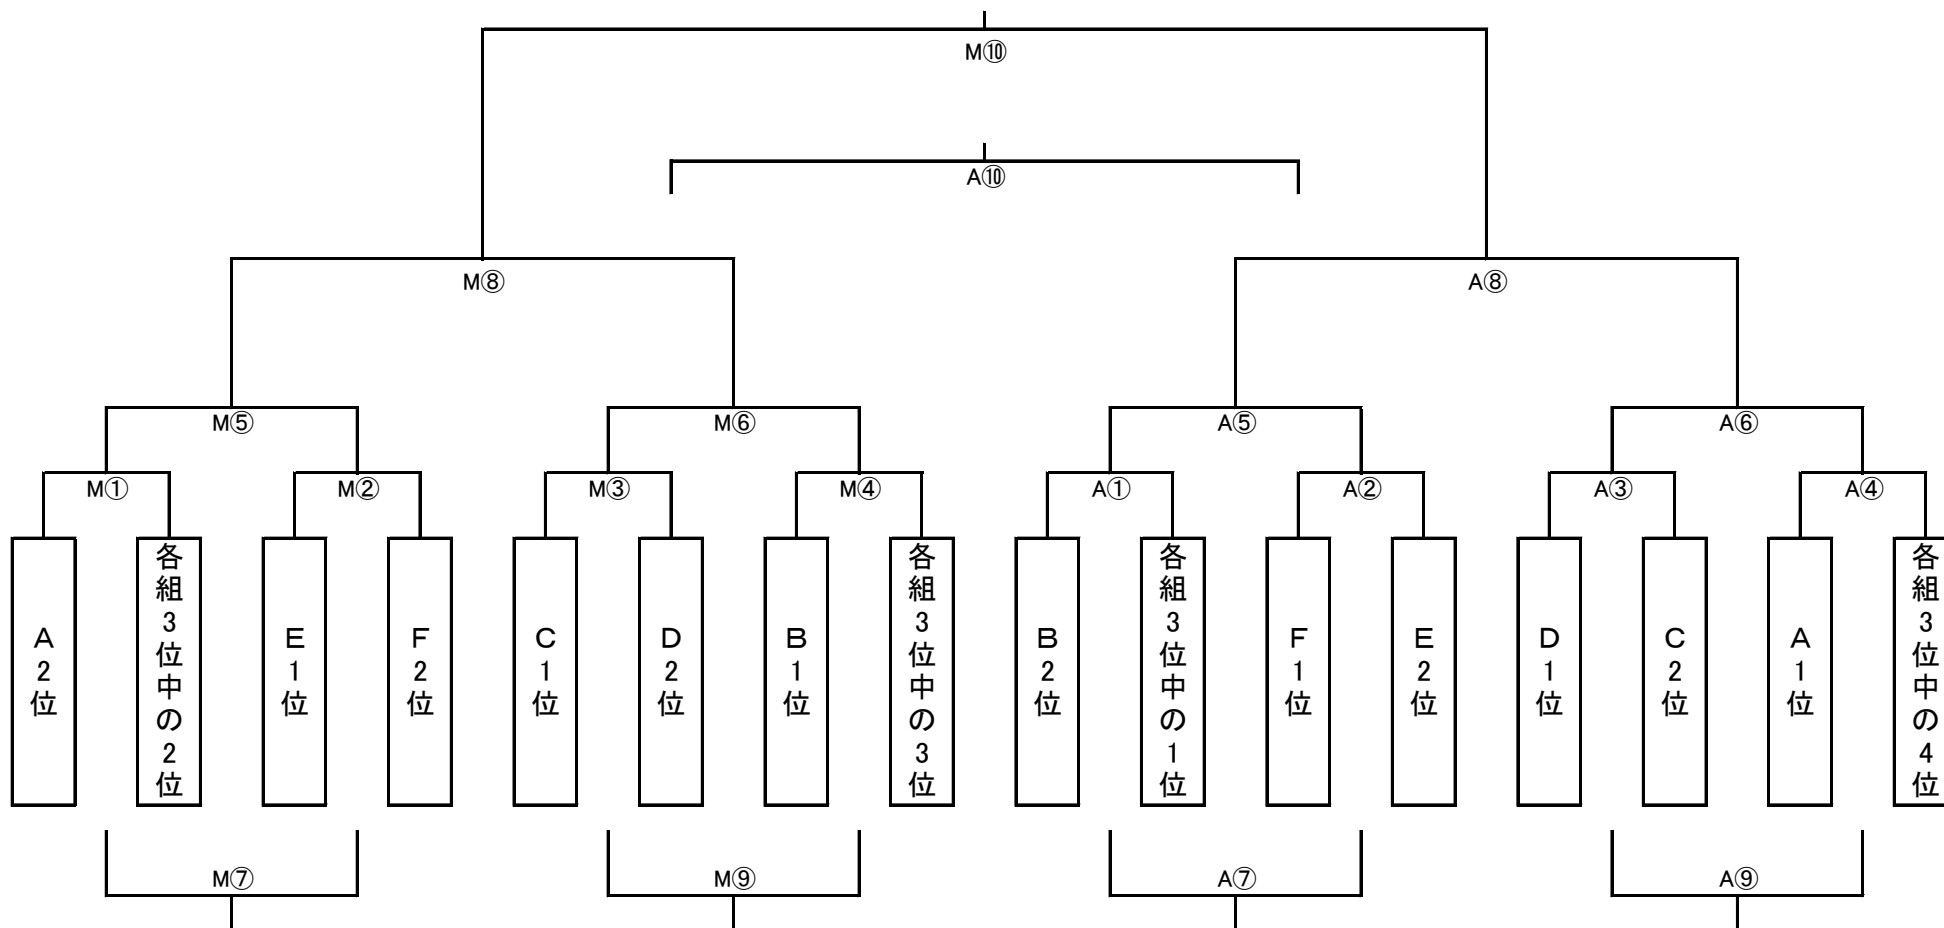 M⑩
A⑩
M⑧
A⑧
M⑤
M⑥
A⑤
A⑥
M①
M②
M③
M④
A①
A②
A③
A④
A2位
各組3位中の2位
E1位
F2位
C1位
D2位
B1位
各組3位中の3位
B2位
各組3位中の1位
F1位
E2位
D1位
C2位
A1位
各組3位中の4位
M⑦
M⑨
A⑦
A⑨